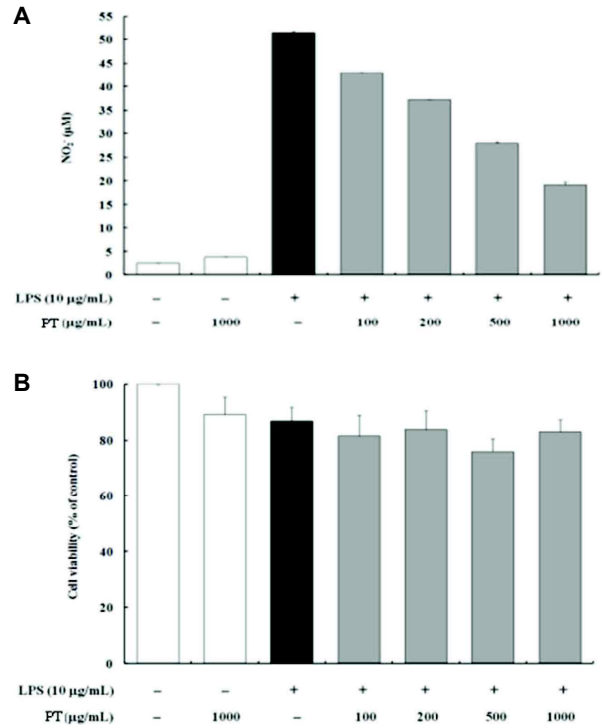 A
55
50
45
40
35
30
25
20
15
10
5
0
NO₂⁻ (µM)
LPS (10 µg/mL) – – + + + + +
PT (µg/mL) – 1000 – 100 200 500 1000
B
100
80
60
40
20
0
Cell viability (% of control)
LPS (10 µg/mL) – – + + + + +
PT (µg/mL) – 1000 – 100 200 500 1000